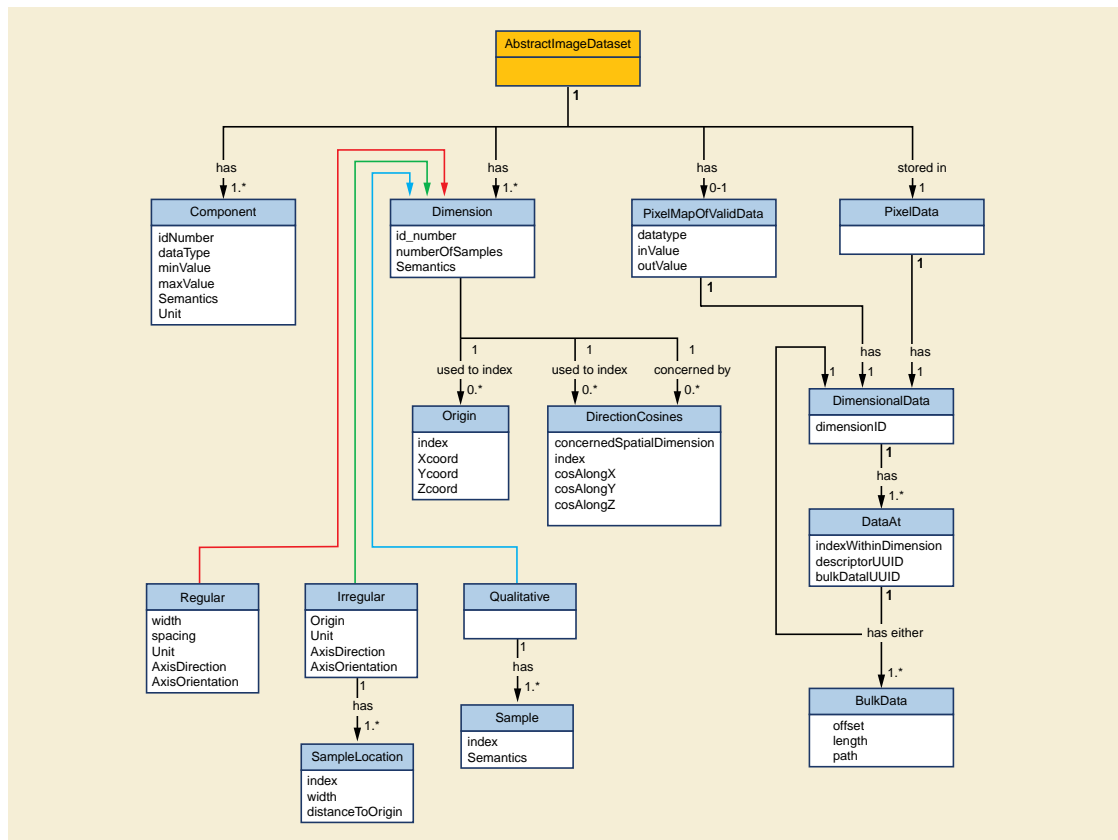 AbstractImageDataset
1
has
has
has
stored in
1.*
1.*
0-1
1
Component
idNumber
dataType
minValue
maxValue
Semantics
Unit
Dimension
id_number
numberOfSamples
Semantics
PixelMapOfValidData
datatype
inValue
outValue
PixelData
1
1
1
1
1
used to index
used to index
concerned by
0.*
0.*
0.*
1
has
1
has
1
Origin
index
Xcoord
Ycoord
Zcoord
DirectionCosines
concernedSpatialDimension
index
cosAlongX
cosAlongY
cosAlongZ
DimensionalData
dimensionID
1
has
1.*
DataAt
indexWithinDimension
descriptorUUID
bulkDatalUUID
1
has either
1.*
BulkData
offset
length
path
Regular
width
spacing
Unit
AxisDirection
AxisOrientation
Irregular
Origin
Unit
AxisDirection
AxisOrientation
1
has
1.*
SampleLocation
index
width
distanceToOrigin
Qualitative
1
has
1.*
Sample
index
Semantics